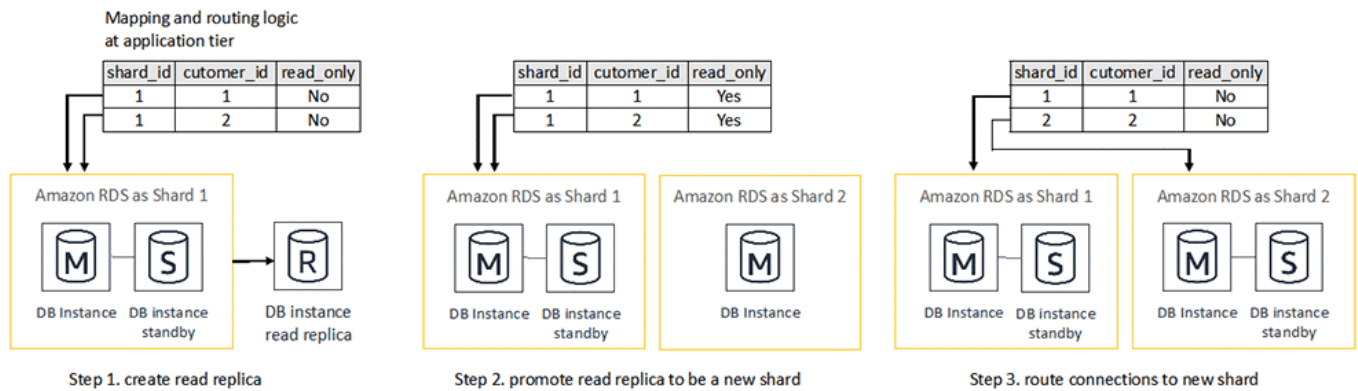 Mapping and routing logic
at application tier
shard_id cutomer_id read_only
1 1 No
1 2 No
Amazon RDS as Shard 1
M S R
DB Instance
DB instance
standby
DB instance
read replica
Step 1. create read replica
shard_id cutomer_id read_only
1 1 Yes
1 2 Yes
Amazon RDS as Shard 1
M S
DB Instance
DB instance
standby
Amazon RDS as Shard 2
M
DB Instance
Step 2. promote read replica to be a new shard
shard_id cutomer_id read_only
1 1 No
2 2 No
Amazon RDS as Shard 1
M S
DB Instance
DB instance
standby
Amazon RDS as Shard 2
M S
DB Instance
DB instance
standby
Step 3. route connections to new shard